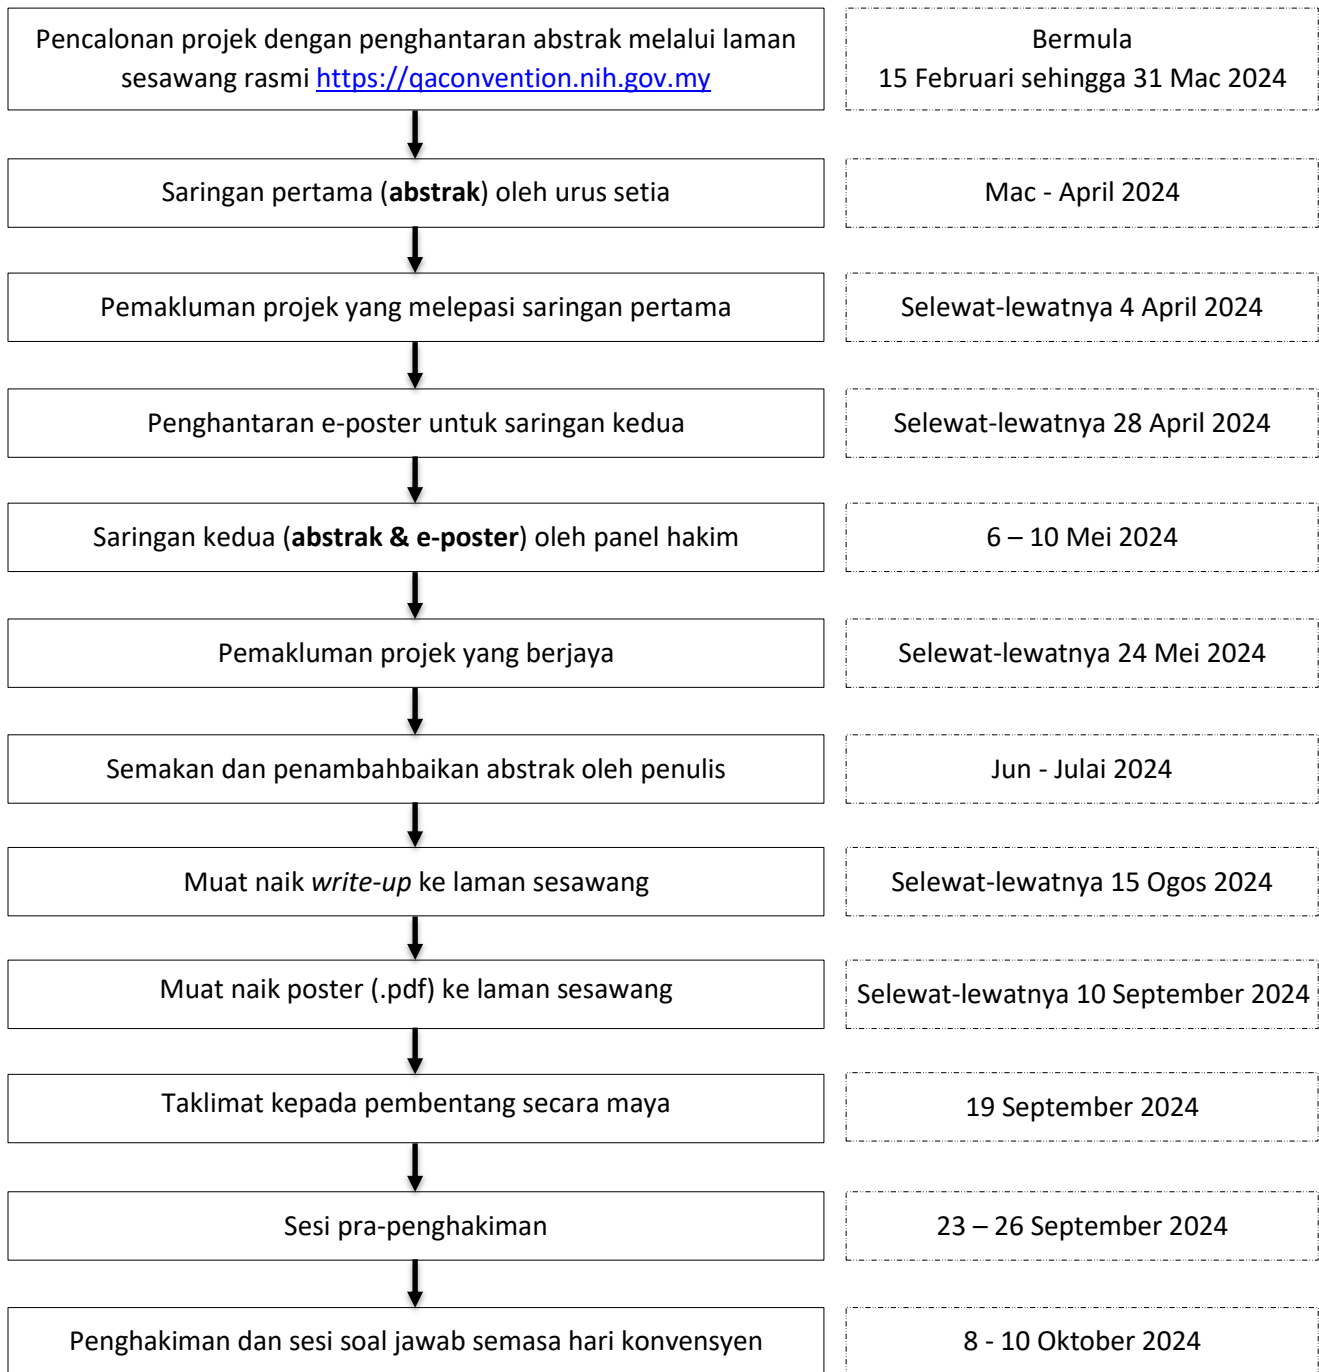 Pencalonan projek dengan penghantaran abstrak melalui laman
sesawang rasmi https://qaconvention.nih.gov.my
Bermula
15 Februari sehingga 31 Mac 2024
Saringan pertama (abstrak) oleh urus setia
Mac - April 2024
Pemakluman projek yang melepasi saringan pertama
Selewat-lewatnya 4 April 2024
Penghantaran e-poster untuk saringan kedua
Selewat-lewatnya 28 April 2024
Saringan kedua (abstrak & e-poster) oleh panel hakim
6 – 10 Mei 2024
Pemakluman projek yang berjaya
Selewat-lewatnya 24 Mei 2024
Semakan dan penambahbaikan abstrak oleh penulis
Jun - Julai 2024
Muat naik write-up ke laman sesawang
Selewat-lewatnya 15 Ogos 2024
Muat naik poster (.pdf) ke laman sesawang
Selewat-lewatnya 10 September 2024
Taklimat kepada pembentang secara maya
19 September 2024
Sesi pra-penghakiman
23 – 26 September 2024
Penghakiman dan sesi soal jawab semasa hari konvensyen
8 - 10 Oktober 2024